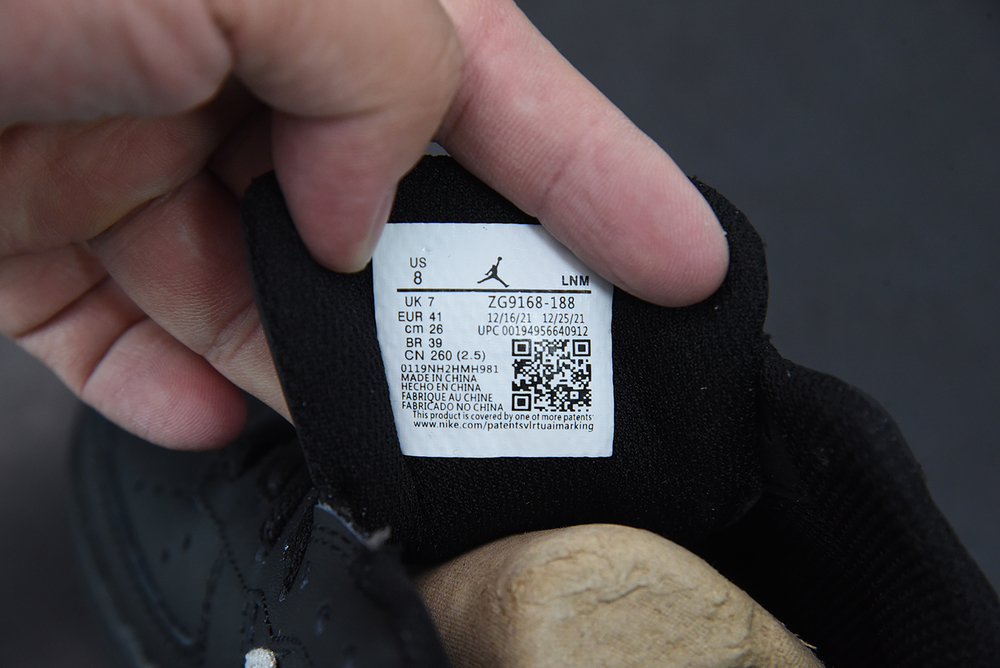 US
8
LNM
UK 7
ZG9168-188
EUR 41
12/16/21 12/25/21
cm 26
UPC 00194956640912
BR 39
CN 260 (2.5)
0119NH2HMH981
MADE IN CHINA
HECHO EN CHINA
FABRIQUE AU CHINE
FABRICADO NO CHINA
This product is covered by one of more patents
www.nike.com/patentsvlrtuaimarking